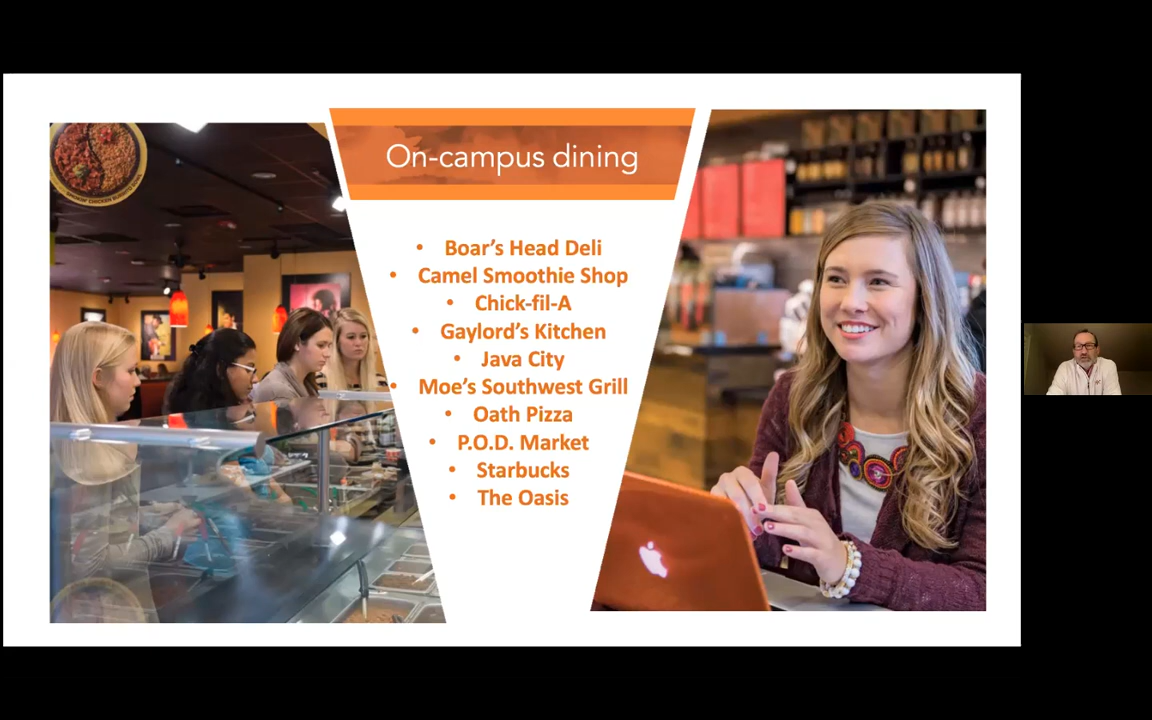 On-campus dining
• Boar's Head Deli
• Camel Smoothie Shop
• Chick-fil-A
• Gaylord's Kitchen
• Java City
• Moe's Southwest Grill
• Oath Pizza
• P.O.D. Market
• Starbucks
• The Oasis